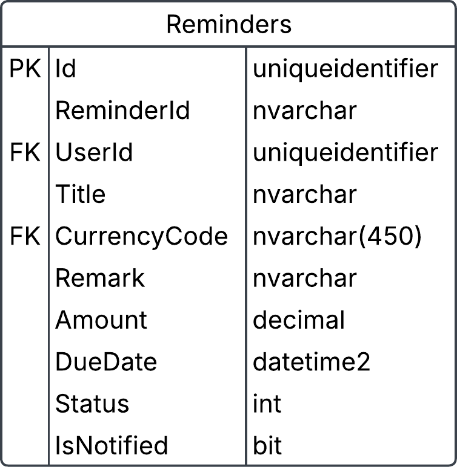 Reminders
PK Id uniqueidentifier
ReminderId nvarchar
FK UserId uniqueidentifier
Title nvarchar
FK CurrencyCode nvarchar(450)
Remark nvarchar
Amount decimal
DueDate datetime2
Status int
IsNotified bit